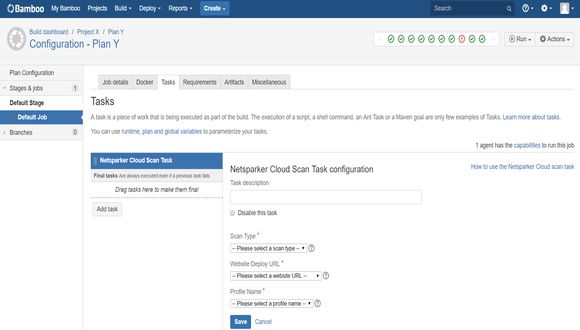 Bamboo My Bamboo Projects Build Deploy Reports Create Search
Build dashboard / Project X / Plan Y
Configuration - Plan Y
Run Actions
Plan Configuration
Stages & jobs 1
Default Stage
Default Job
Branches 0
Job details Docker Tasks Requirements Artifacts Miscellaneous
Tasks
A task is a piece of work that is being executed as part of the build. The execution of a script, a shell command, an Ant Task or a Maven goal are only few examples of Tasks. Learn more about tasks.
You can use runtime, plan and global variables to parameterize your tasks.
1 agent has the capabilities to run this job
Netsparker Cloud Scan Task
Final tasks Are always executed even if a previous task fails
Drag tasks here to make them final
Add task
Netsparker Cloud Scan Task configuration
How to use the Netsparker Cloud scan task
Task description
Disable this task
Scan Type *
-- Please select a scan type --
Website Deploy URL *
-- Please select a website URL --
Profile Name *
-- Please select a profile name --
Save Cancel